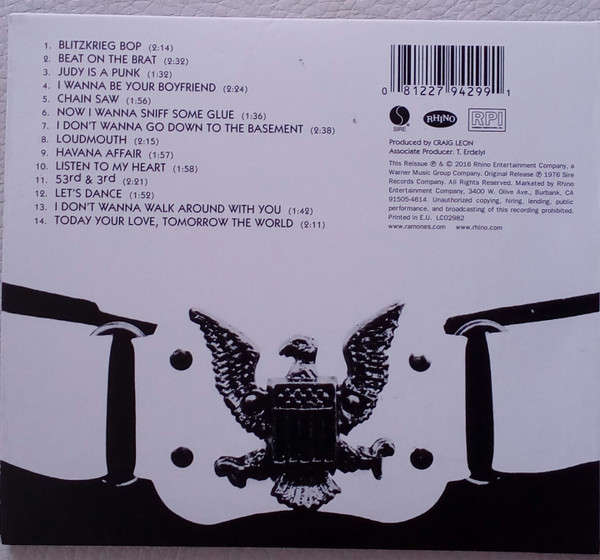 1. BLITZKRIEG BOP (2:14)
2. BEAT ON THE BRAT (2:32)
3. JUDY IS A PUNK (1:32)
4. I WANNA BE YOUR BOYFRIEND (2:24)
5. CHAIN SAW (1:56)
6. NOW I WANNA SNIFF SOME GLUE (1:36)
7. I DON'T WANNA GO DOWN TO THE BASEMENT (2:38)
8. LOUDMOUTH (2:15)
9. HAVANA AFFAIR (1:57)
10. LISTEN TO MY HEART (1:58)
11. 53rd & 3rd (2:21)
12. LET'S DANCE (1:52)
13. I DON'T WANNA WALK AROUND WITH YOU (1:42)
14. TODAY YOUR LOVE, TOMORROW THE WORLD (2:11)
0 81227 94299 1
SIRE
RHINO
RPI
Produced by CRAIG LEON
Associate Producer: T. Erdelyi
This Reissue ℗ & © 2016 Rhino Entertainment Company, a
Warner Music Group Company. Original Release ℗ 1976 Sire
Records Company. All Rights Reserved. Marketed by Rhino
Entertainment Company, 3400 W. Olive Ave., Burbank, CA
91505-4614. Unauthorized copying, hiring, lending, public
performance, and broadcasting of this recording prohibited.
Printed in E.U. LC02982
www.ramones.com www.rhino.com